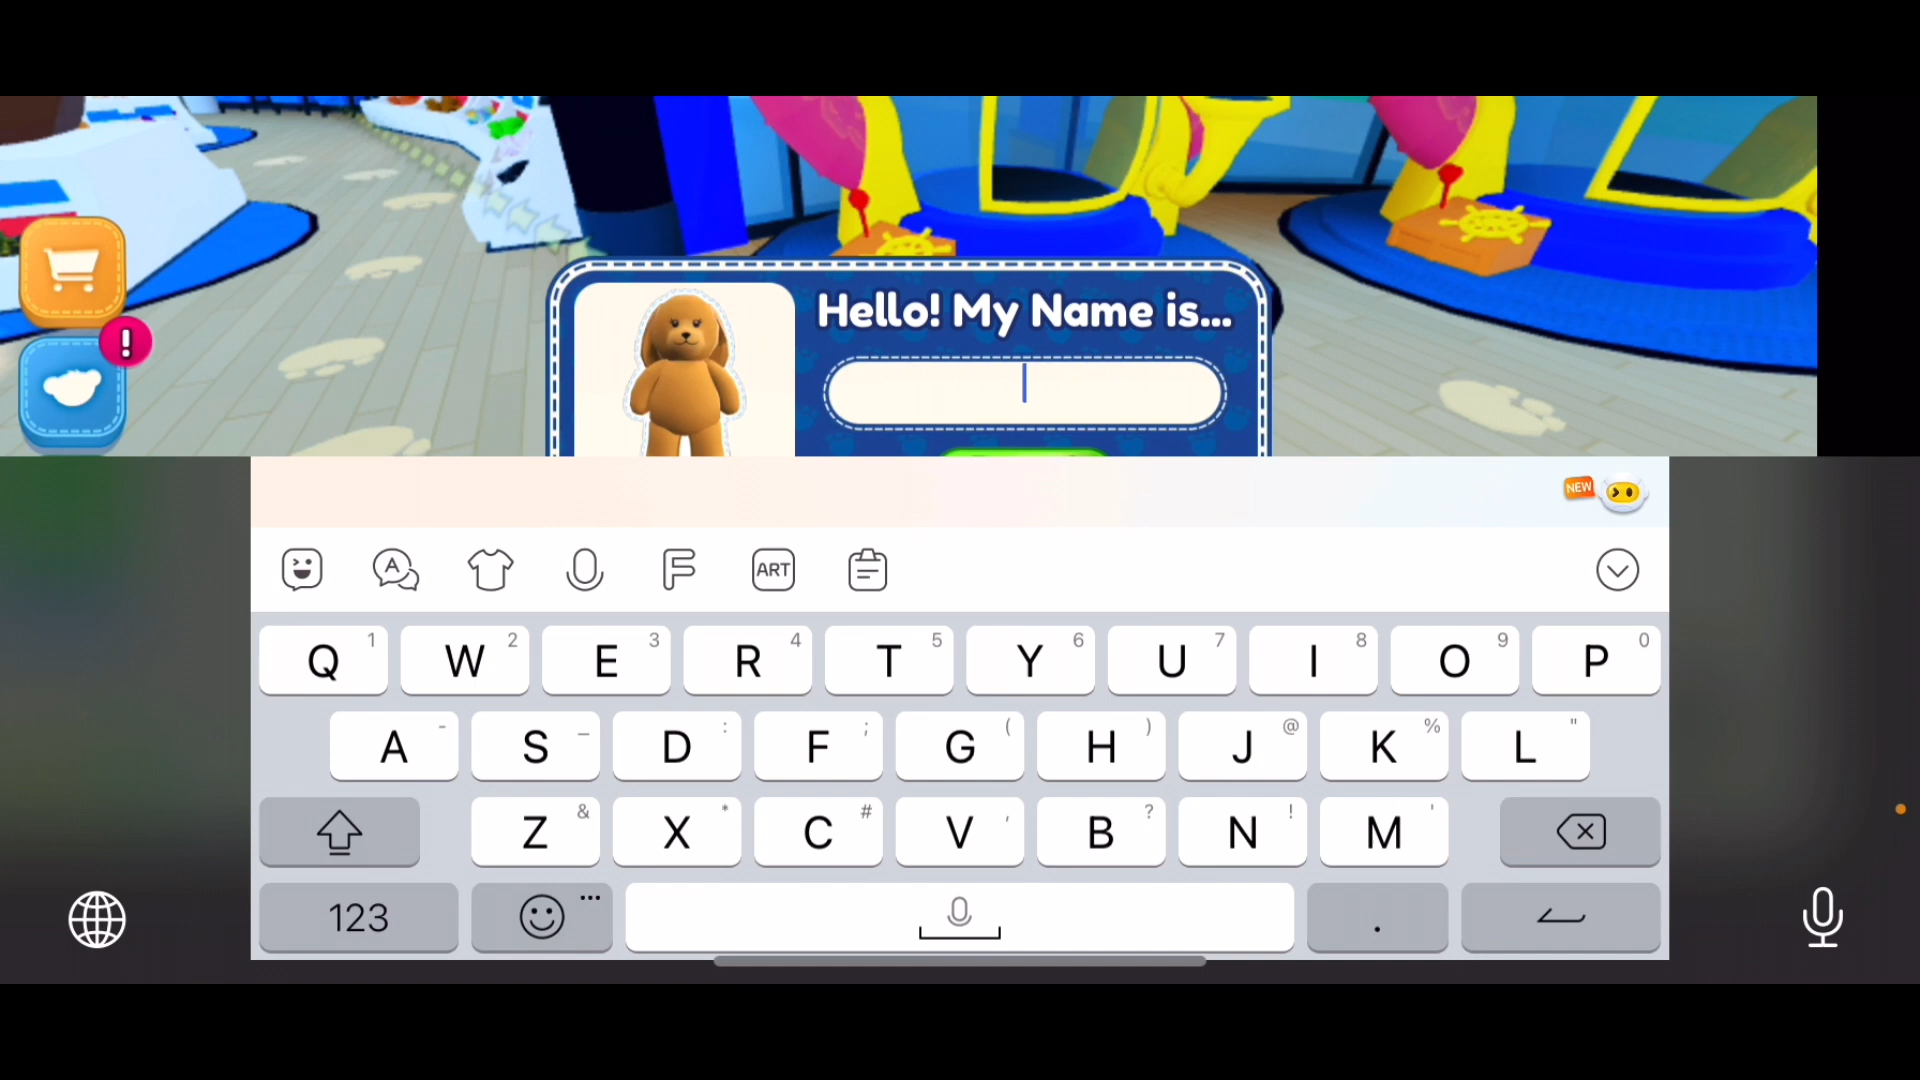 !
Hello! My Name is...
NEW
A
F
ART
Q 1 W 2 E 3 R 4 T 5 Y 6 U 7 I 8 O 9 P 0
A - S _ D : F ; G ( H ) J @ K % L "
Z & X * C # V , B ? N ! M '
123 ... .